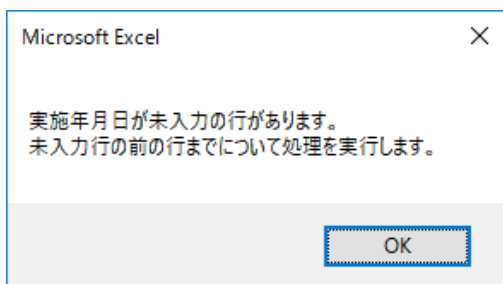 Microsoft Excel
実施年月日が未入力の行があります。
未入力行の前の行までについて処理を実行します。
OK